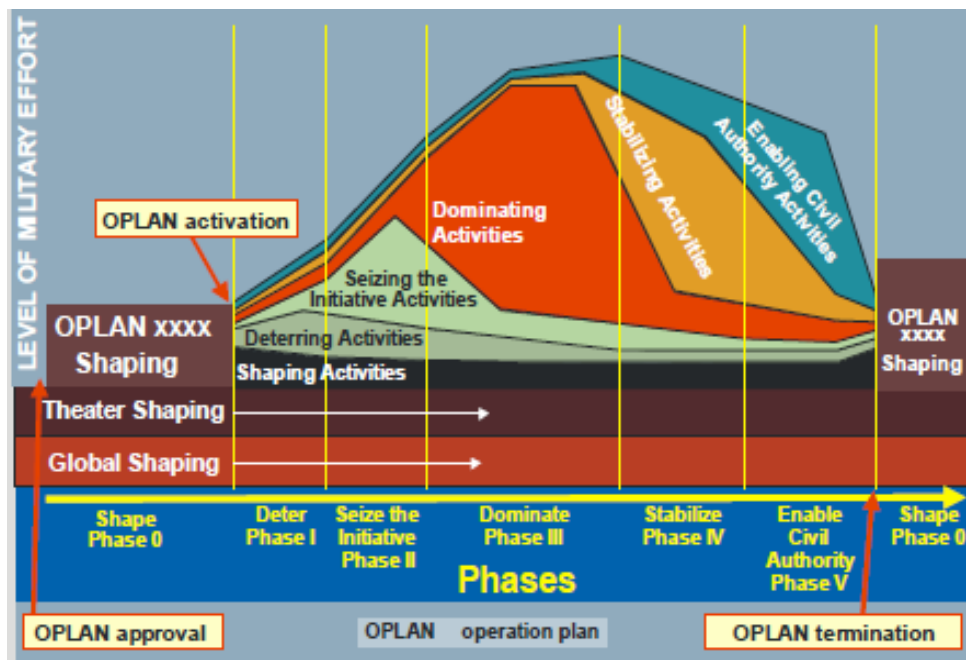 LEVEL OF MILITARY EFFORT
OPLAN activation
OPLAN xxxx
Shaping
Enabling Civil
Authority Activities
Stabilizing Activities
Dominating
Activities
Seizing the
Initiative Activities
Deterring Activities
Shaping Activities
OPLAN
xxxx
Shaping
Theater Shaping
Global Shaping
Shape
Phase 0
Deter
Phase I
Seize the
Initiative
Phase II
Dominate
Phase III
Stabilize
Phase IV
Enable
Civil
Authority
Phase V
Shape
Phase 0
Phases
OPLAN approval
OPLAN operation plan
OPLAN termination